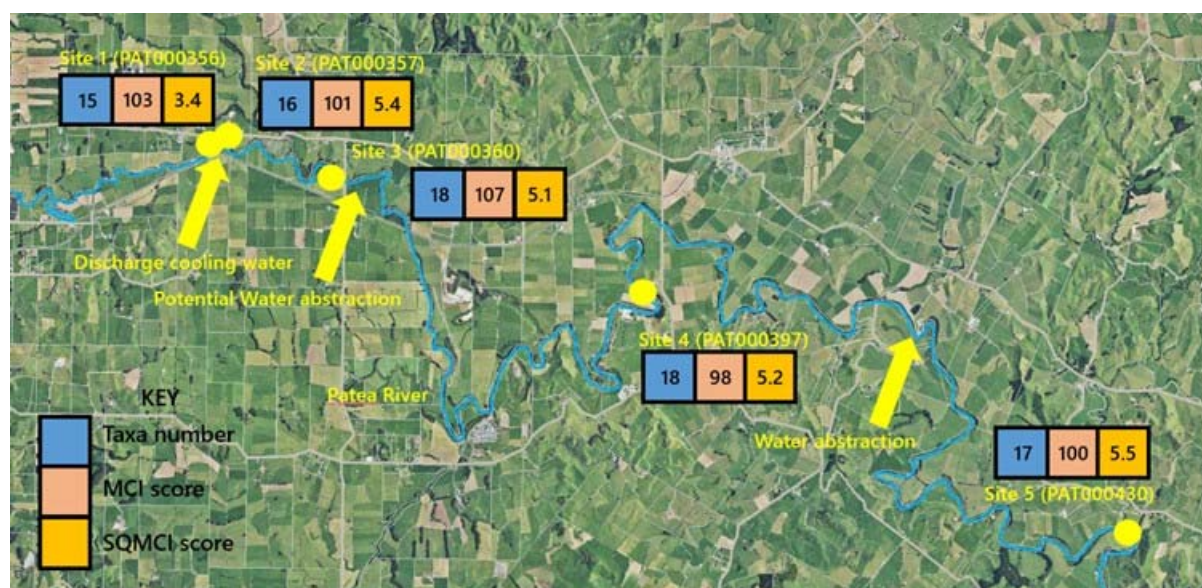 Site 1 (PAT000356)
15 103 3.4
Site 2 (PAT000357)
16 101 5.4
Site 3 (PAT000360)
18 107 5.1
Discharge cooling water
Potential Water abstraction
Site 4 (PAT000397)
18 98 5.2
Patea River
Water abstraction
17 100 5.5
Site 5 (PAT000430)
KEY
Taxa number
MCI score
SQMCI score